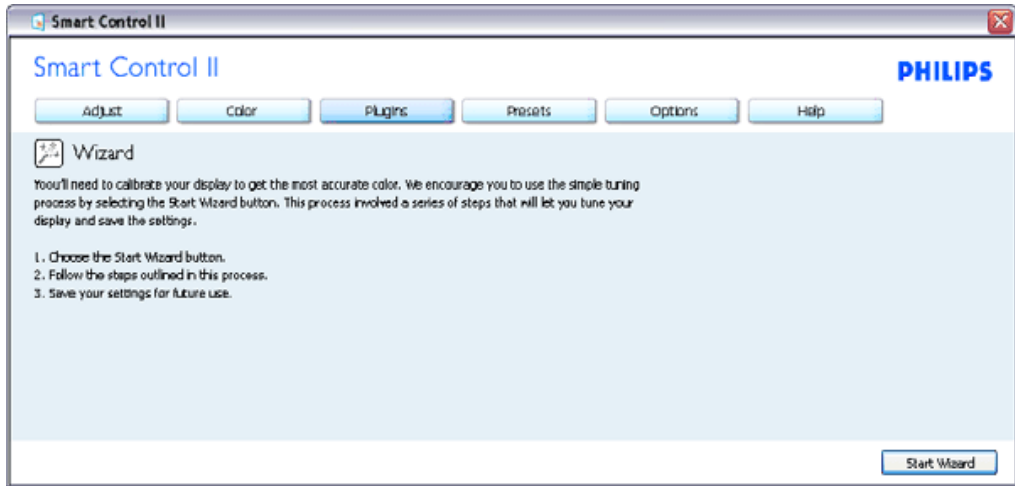 Smart Control II
Smart Control II
PHILIPS
Adjust Color Plugins Presets Options Help
Wizard
Yoou'll need to calibrate your display to get the most accurate color. We encourage you to use the simple tuning
process by selecting the Start Wizard button. This process involved a series of steps that will let you tune your
display and save the settings.
1. Choose the Start Wizard button.
2. Follow the steps outlined in this process.
3. Save your settings for future use.
Start Wizard